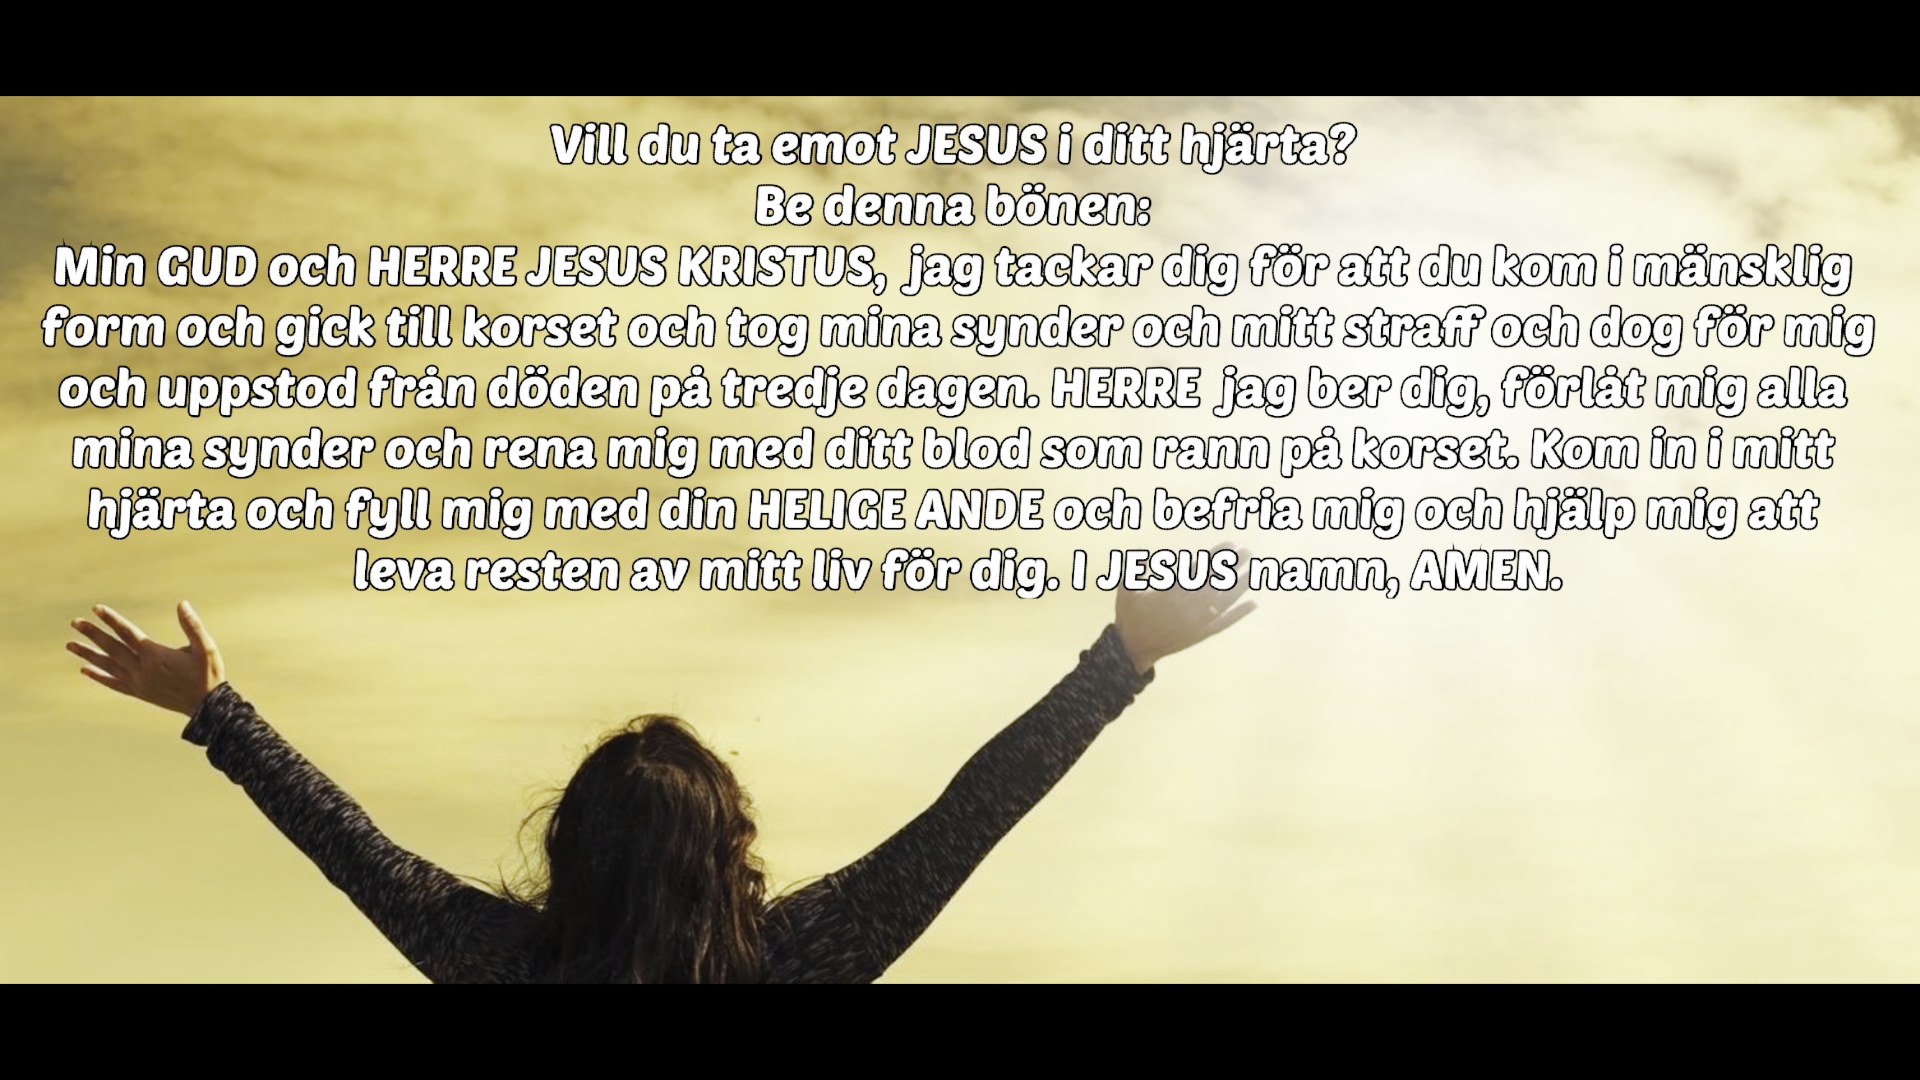 Vill du ta emot JESUS i ditt hjärta?
Be denna bönen:
Min GUD och HERRE JESUS KRISTUS, jag tackar dig för att du kom i mänsklig
form och gick till korset och tog mina synder och mitt straff och dog för mig
och uppstod från döden på tredje dagen. HERRE jag ber dig, förlåt mig alla
mina synder och rena mig med ditt blod som rann på korset. Kom in i mitt
hjärta och fyll mig med din HELIGE ANDE och befria mig och hjälp mig att
leva resten av mitt liv för dig. I JESUS namn, AMEN.